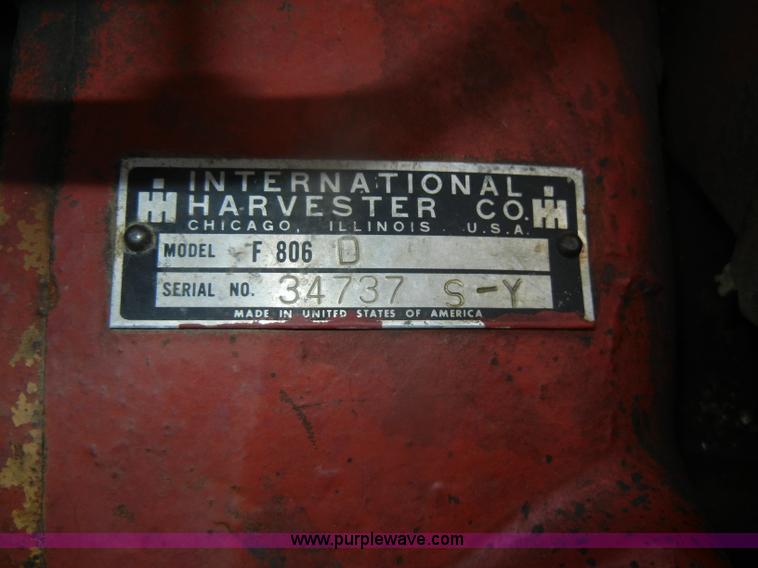 INTERNATIONAL
HARVESTER CO.
CHICAGO, ILLINOIS U.S.A.
MODEL F 806 D
SERIAL NO. 34737 S-Y
MADE IN UNITED STATES OF AMERICA
www.purplewave.com